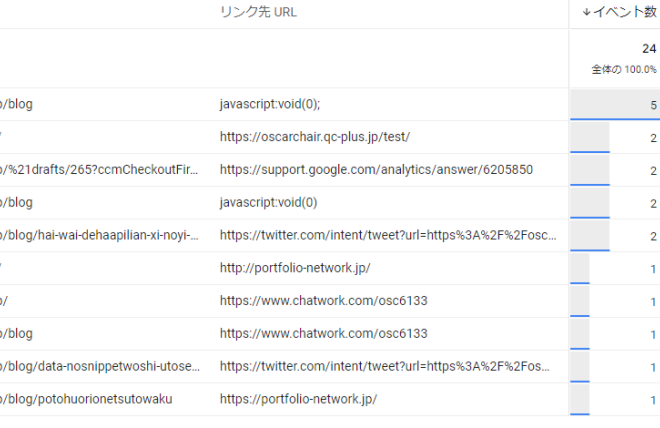 リンク先 URL ↓イベント数
24
全体の 100.0%
o/blog javascript:void(0); 5
/ https://oscarchair.qc-plus.jp/test/ 2
o/%21drafts/265?ccmCheckoutFir... https://support.google.com/analytics/answer/6205850 2
o/blog javascript:void(0) 2
o/blog/hai-wai-dehaapilian-xi-noyi-... https://twitter.com/intent/tweet?url=https%3A%2F%2Fosc... 2
/ http://portfolio-network.jp/ 1
o/ https://www.chatwork.com/osc6133 1
o/blog https://www.chatwork.com/osc6133 1
o/blog/data-nosnippetwoshi-utose... https://twitter.com/intent/tweet?url=https%3A%2F%2Fos... 1
o/blog/potohuorionetsutowaku https://portfolio-network.jp/ 1